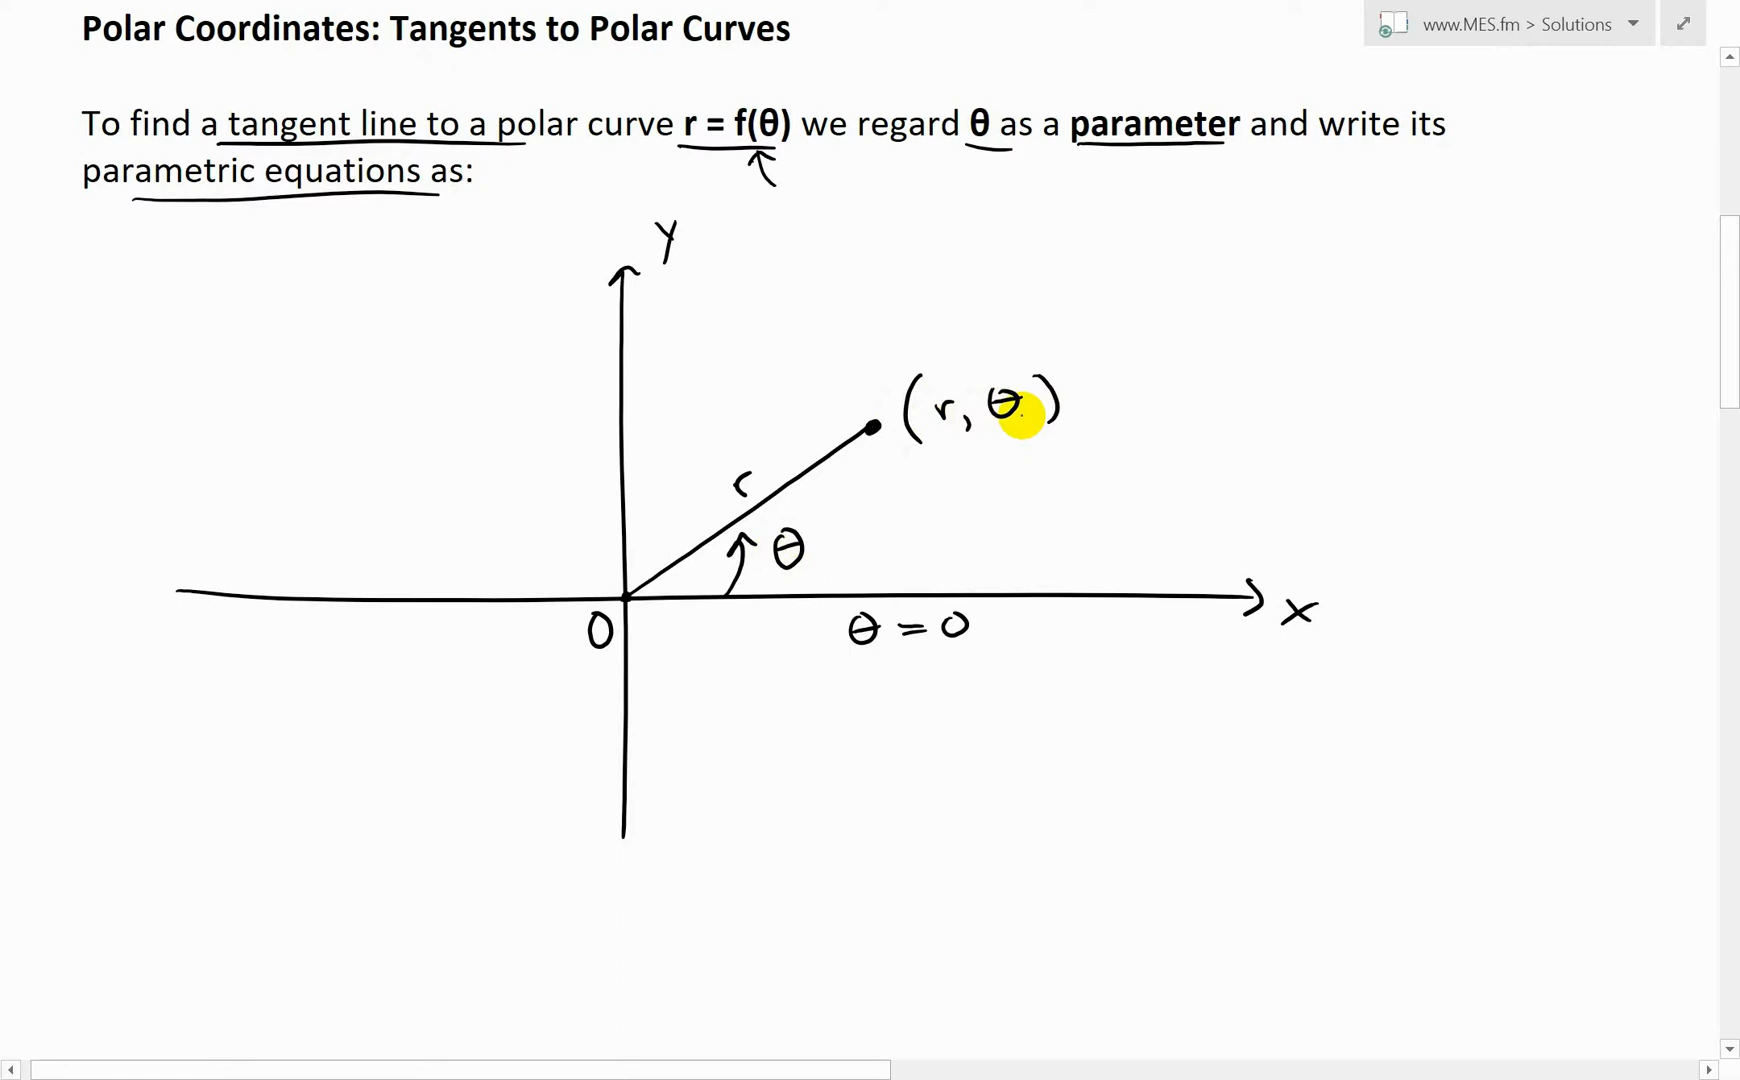 Polar Coordinates: Tangents to Polar Curves
www.MES.fm > Solutions
To find a tangent line to a polar curve r = f(θ) we regard θ as a parameter and write its
parametric equations as:
y
(r, θ)
r
θ
0
θ = 0
x